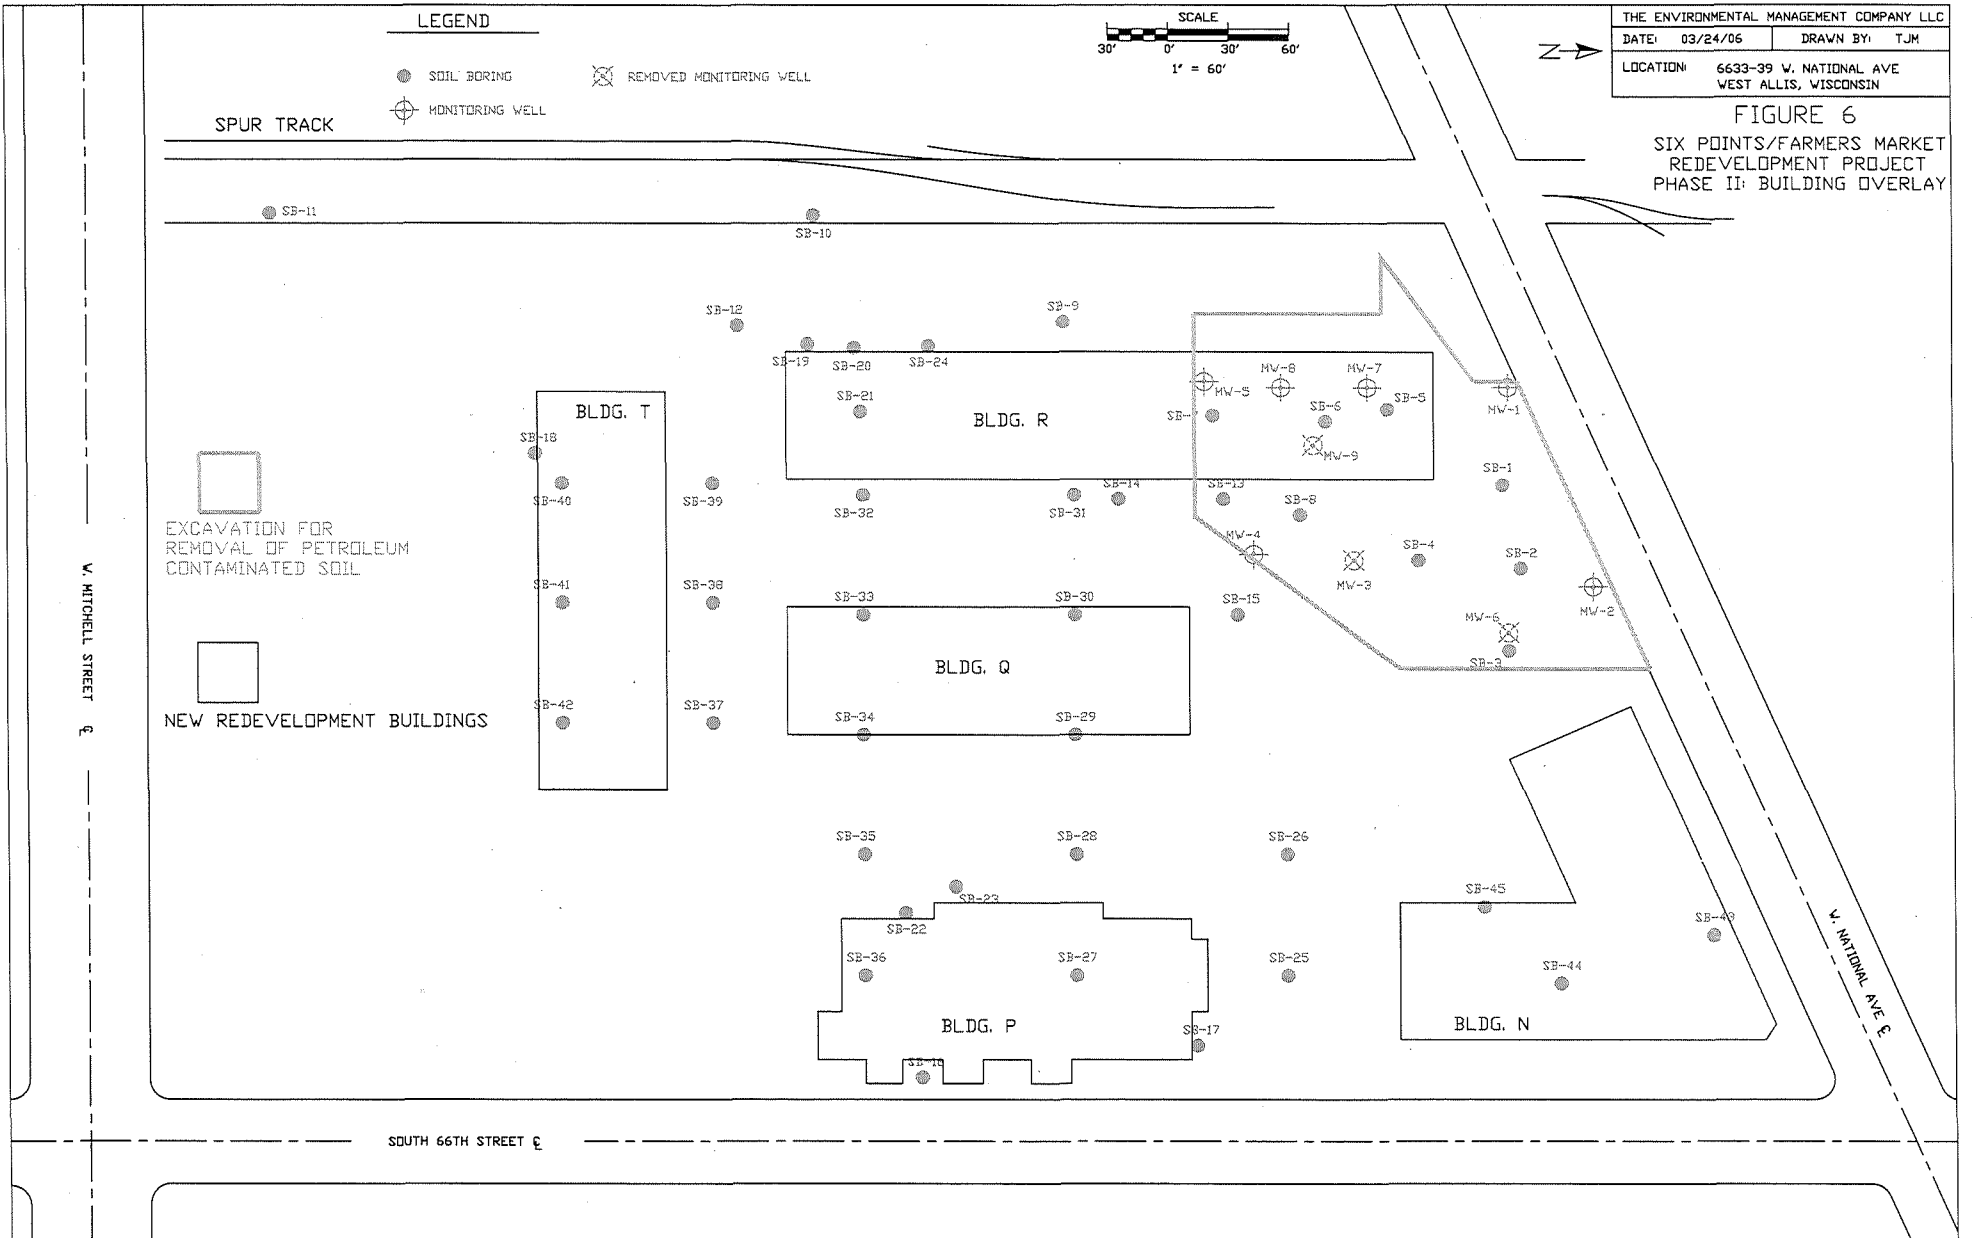 LEGEND
SOIL BORING
REMOVED MONITORING WELL
MONITORING WELL
SCALE
30' 0' 30' 60'
1" = 60'
Z
THE ENVIRONMENTAL MANAGEMENT COMPANY LLC
DATE: 03/24/06 DRAWN BY: TJM
LOCATION: 6633-39 W. NATIONAL AVE
WEST ALLIS, WISCONSIN
FIGURE 6
SIX POINTS/FARMERS MARKET
REDEVELOPMENT PROJECT
PHASE II: BUILDING OVERLAY
SPUR TRACK
SB-11
SB-10
SB-12
SB-9
SB-19
SB-20
SB-24
MW-5
MW-8
MW-7
SB-5
MW-1
SB-21
BLDG. T
BLDG. R
SB-
SB-6
MW-9
SB-18
SB-40
SB-39
SB-32
SB-31
SB-14
SB-13
SB-8
SB-1
EXCAVATION FOR
REMOVAL OF PETROLEUM
CONTAMINATED SOIL
MW-4
MW-3
SB-4
SB-2
MW-2
SB-41
SB-38
SB-33
SB-30
SB-15
MW-6
SB-3
W. MITCHELL STREET ℄
BLDG. Q
NEW REDEVELOPMENT BUILDINGS
SB-42
SB-37
SB-34
SB-29
SB-35
SB-28
SB-26
SB-23
SB-22
SB-45
SB-43
SB-36
SB-27
SB-25
SB-44
BLDG. P
BLDG. N
SB-17
W. NATIONAL AVE ℄
SOUTH 66TH STREET ℄